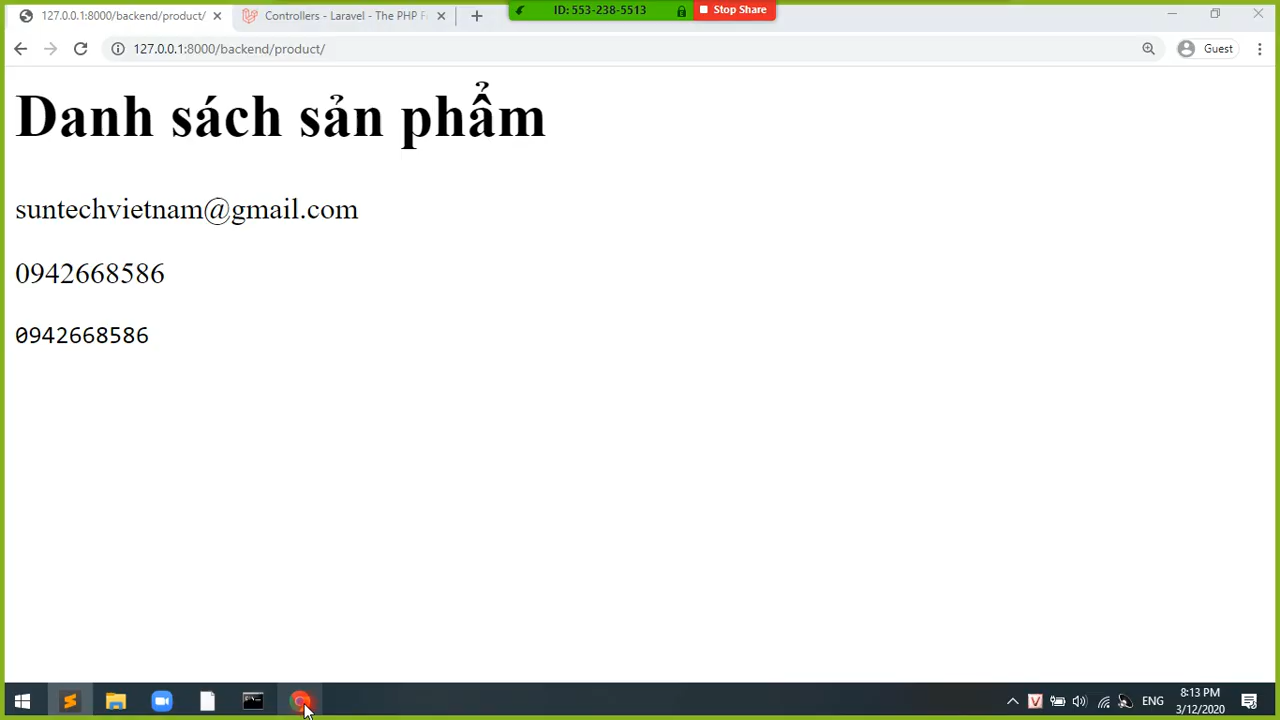 127.0.0.1:8000/backend/product/
Controllers - Laravel - The PHP F
ID: 553-238-5513
Stop Share
127.0.0.1:8000/backend/product/
Guest
Danh sách sản phẩm
suntechvietnam@gmail.com
0942668586
0942668586
V
ENG
8:13 PM
3/12/2020